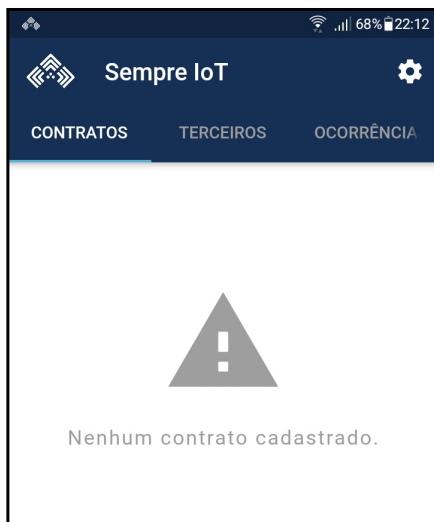 68% 22:12
Sempre IoT
CONTRATOS TERCEIROS OCORRÊNCIA
Nenhum contrato cadastrado.